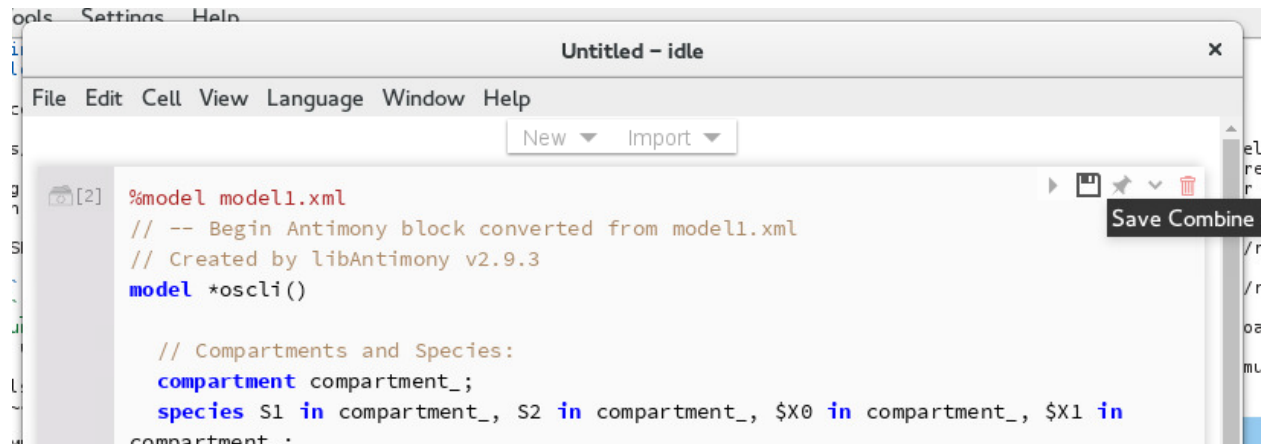 ools Settings Help
Untitled – idle
File Edit Cell View Language Window Help
New Import
[2]
%model model1.xml
// -- Begin Antimony block converted from model1.xml
Save Combine
// Created by libAntimony v2.9.3
model *oscli()
// Compartments and Species:
compartment compartment_;
species S1 in compartment_, S2 in compartment_, $X0 in compartment_, $X1 in
compartment_;